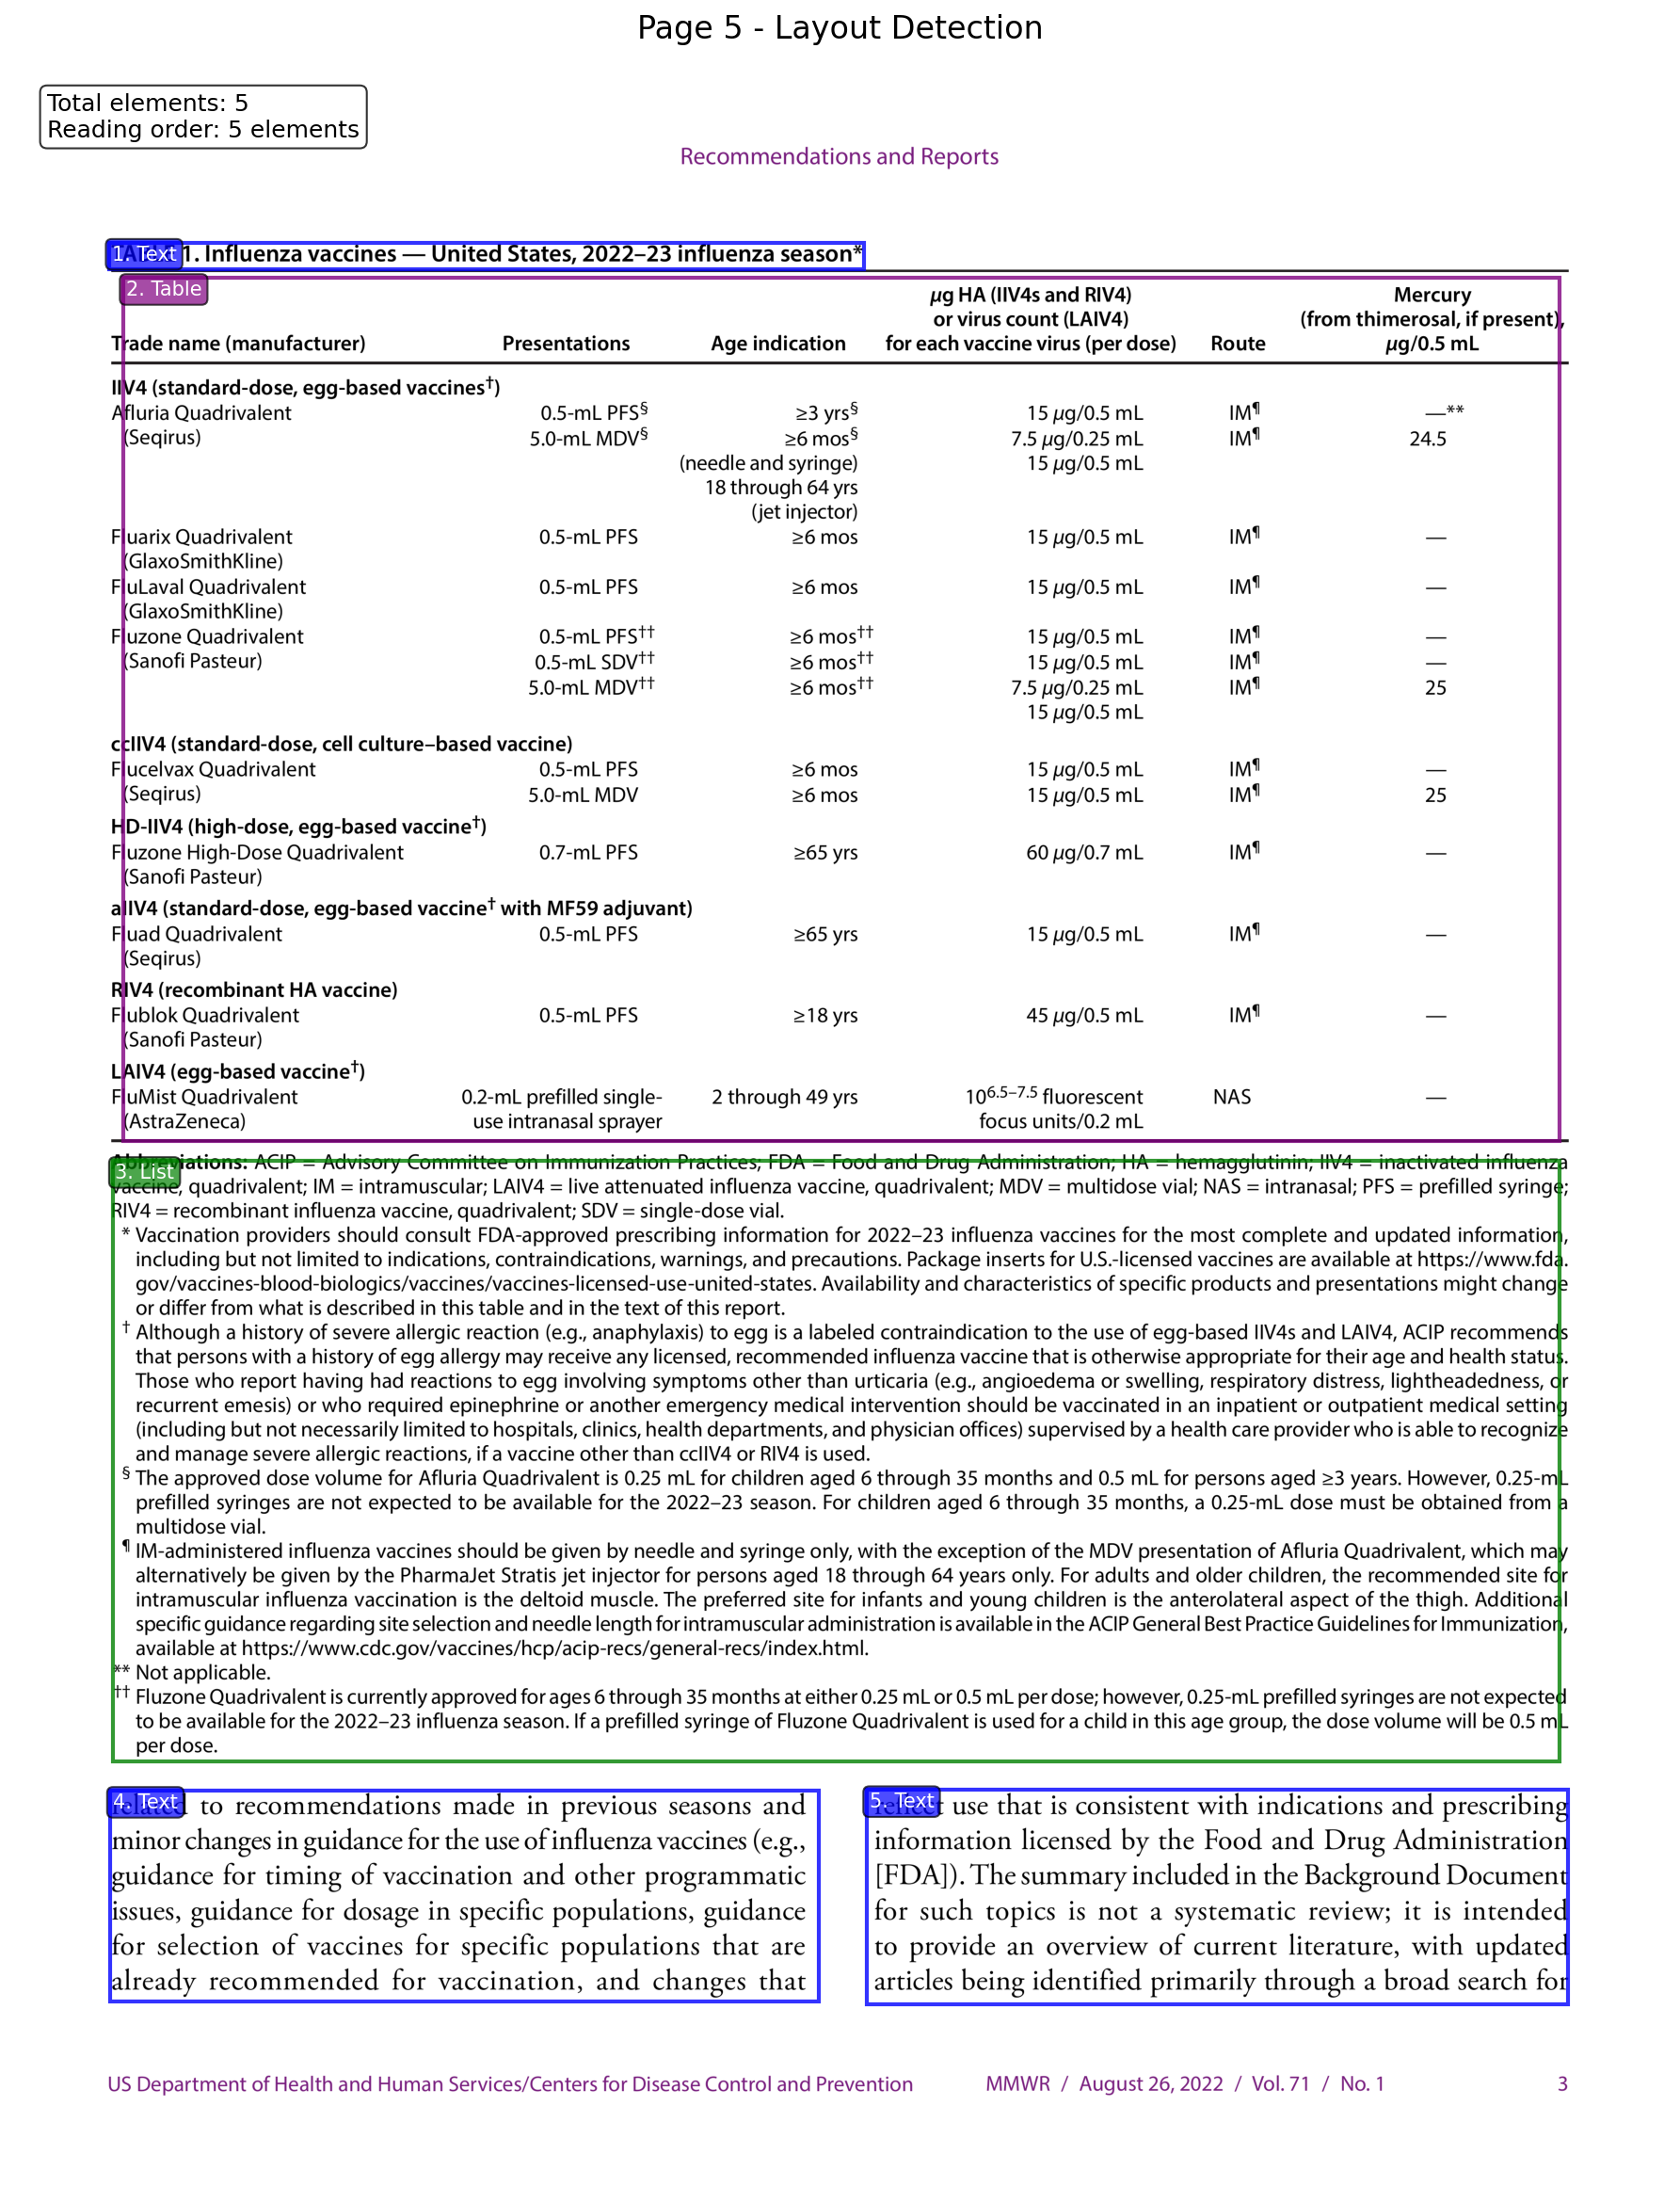 Page 5 - Layout Detection
Total elements: 5
Reading order: 5 elements
Recommendations and Reports
1. Text
1. Influenza vaccines — United States, 2022–23 influenza season*
2. Table
Trade name (manufacturer) Presentations Age indication µg HA (IIV4s and RIV4) or virus count (LAIV4) for each vaccine virus (per dose) Route Mercury (from thimerosal, if present), µg/0.5 mL
IIV4 (standard-dose, egg-based vaccines†)
Afluria Quadrivalent 0.5-mL PFS§ ≥3 yrs§ 15 µg/0.5 mL IM¶ —**
(Seqirus) 5.0-mL MDV§ ≥6 mos§ 7.5 µg/0.25 mL IM¶ 24.5
(needle and syringe) 15 µg/0.5 mL
18 through 64 yrs
(jet injector)
Fluarix Quadrivalent 0.5-mL PFS ≥6 mos 15 µg/0.5 mL IM¶ —
(GlaxoSmithKline)
FluLaval Quadrivalent 0.5-mL PFS ≥6 mos 15 µg/0.5 mL IM¶ —
(GlaxoSmithKline)
Fluzone Quadrivalent 0.5-mL PFS†† ≥6 mos†† 15 µg/0.5 mL IM¶ —
(Sanofi Pasteur) 0.5-mL SDV†† ≥6 mos†† 15 µg/0.5 mL IM¶ —
5.0-mL MDV†† ≥6 mos†† 7.5 µg/0.25 mL IM¶ 25
15 µg/0.5 mL
ccIIV4 (standard-dose, cell culture–based vaccine)
Flucelvax Quadrivalent 0.5-mL PFS ≥6 mos 15 µg/0.5 mL IM¶ —
(Seqirus) 5.0-mL MDV ≥6 mos 15 µg/0.5 mL IM¶ 25
HD-IIV4 (high-dose, egg-based vaccine†)
Fluzone High-Dose Quadrivalent 0.7-mL PFS ≥65 yrs 60 µg/0.7 mL IM¶ —
(Sanofi Pasteur)
aIIV4 (standard-dose, egg-based vaccine† with MF59 adjuvant)
Fluad Quadrivalent 0.5-mL PFS ≥65 yrs 15 µg/0.5 mL IM¶ —
(Seqirus)
RIV4 (recombinant HA vaccine)
Flublok Quadrivalent 0.5-mL PFS ≥18 yrs 45 µg/0.5 mL IM¶ —
(Sanofi Pasteur)
LAIV4 (egg-based vaccine†)
FluMist Quadrivalent 0.2-mL prefilled single- 2 through 49 yrs 10^6.5–7.5 fluorescent NAS —
(AstraZeneca) use intranasal sprayer focus units/0.2 mL
3. List
Abbreviations: ACIP = Advisory Committee on Immunization Practices; FDA = Food and Drug Administration; HA = hemagglutinin; IIV4 = inactivated influenza
vaccine, quadrivalent; IM = intramuscular; LAIV4 = live attenuated influenza vaccine, quadrivalent; MDV = multidose vial; NAS = intranasal; PFS = prefilled syringe;
RIV4 = recombinant influenza vaccine, quadrivalent; SDV = single-dose vial.
* Vaccination providers should consult FDA-approved prescribing information for 2022–23 influenza vaccines for the most complete and updated information,
including but not limited to indications, contraindications, warnings, and precautions. Package inserts for U.S.-licensed vaccines are available at https://www.fda.
gov/vaccines-blood-biologics/vaccines/vaccines-licensed-use-united-states. Availability and characteristics of specific products and presentations might change
or differ from what is described in this table and in the text of this report.
† Although a history of severe allergic reaction (e.g., anaphylaxis) to egg is a labeled contraindication to the use of egg-based IIV4s and LAIV4, ACIP recommends
that persons with a history of egg allergy may receive any licensed, recommended influenza vaccine that is otherwise appropriate for their age and health status.
Those who report having had reactions to egg involving symptoms other than urticaria (e.g., angioedema or swelling, respiratory distress, lightheadedness, or
recurrent emesis) or who required epinephrine or another emergency medical intervention should be vaccinated in an inpatient or outpatient medical setting
(including but not necessarily limited to hospitals, clinics, health departments, and physician offices) supervised by a health care provider who is able to recognize
and manage severe allergic reactions, if a vaccine other than ccIIV4 or RIV4 is used.
§ The approved dose volume for Afluria Quadrivalent is 0.25 mL for children aged 6 through 35 months and 0.5 mL for persons aged ≥3 years. However, 0.25-mL
prefilled syringes are not expected to be available for the 2022–23 season. For children aged 6 through 35 months, a 0.25-mL dose must be obtained from a
multidose vial.
¶ IM-administered influenza vaccines should be given by needle and syringe only, with the exception of the MDV presentation of Afluria Quadrivalent, which may
alternatively be given by the PharmaJet Stratis jet injector for persons aged 18 through 64 years only. For adults and older children, the recommended site for
intramuscular influenza vaccination is the deltoid muscle. The preferred site for infants and young children is the anterolateral aspect of the thigh. Additional
specific guidance regarding site selection and needle length for intramuscular administration is available in the ACIP General Best Practice Guidelines for Immunization,
available at https://www.cdc.gov/vaccines/hcp/acip-recs/general-recs/index.html.
** Not applicable.
†† Fluzone Quadrivalent is currently approved for ages 6 through 35 months at either 0.25 mL or 0.5 mL per dose; however, 0.25-mL prefilled syringes are not expected
to be available for the 2022–23 influenza season. If a prefilled syringe of Fluzone Quadrivalent is used for a child in this age group, the dose volume will be 0.5 mL
per dose.
4. Text
related to recommendations made in previous seasons and
minor changes in guidance for the use of influenza vaccines (e.g.,
guidance for timing of vaccination and other programmatic
issues, guidance for dosage in specific populations, guidance
for selection of vaccines for specific populations that are
already recommended for vaccination, and changes that
5. Text
reflect use that is consistent with indications and prescribing
information licensed by the Food and Drug Administration
[FDA]). The summary included in the Background Document
for such topics is not a systematic review; it is intended
to provide an overview of current literature, with updated
articles being identified primarily through a broad search for
US Department of Health and Human Services/Centers for Disease Control and Prevention MMWR / August 26, 2022 / Vol. 71 / No. 1 3